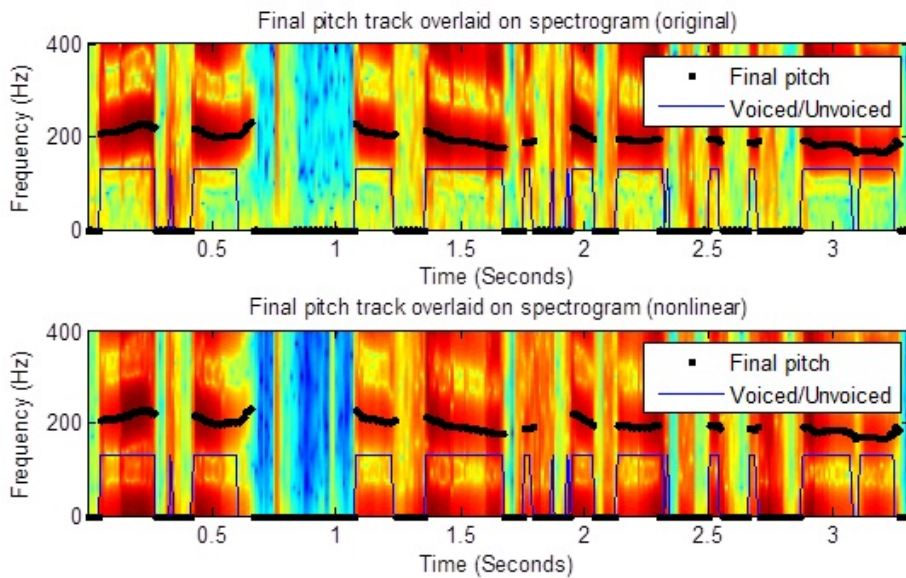 Final pitch track overlaid on spectrogram (original)
400
Final pitch
Voiced/Unvoiced
200
0
Frequency (Hz)
0.5 1 1.5 2 2.5 3
Time (Seconds)
Final pitch track overlaid on spectrogram (nonlinear)
400
Final pitch
Voiced/Unvoiced
200
0
Frequency (Hz)
0.5 1 1.5 2 2.5 3
Time (Seconds)